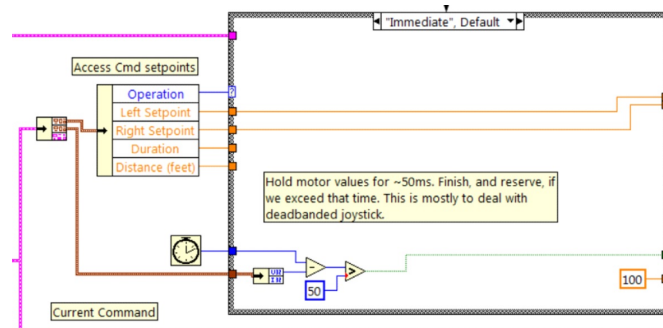 "Immediate", Default
Access Cmd setpoints
Operation
Left Setpoint
Right Setpoint
Duration
Distance (feet)
?
Hold motor values for ~50ms. Finish, and reserve, if
we exceed that time. This is mostly to deal with
deadbanded joystick.
-
>
50
100
Current Command